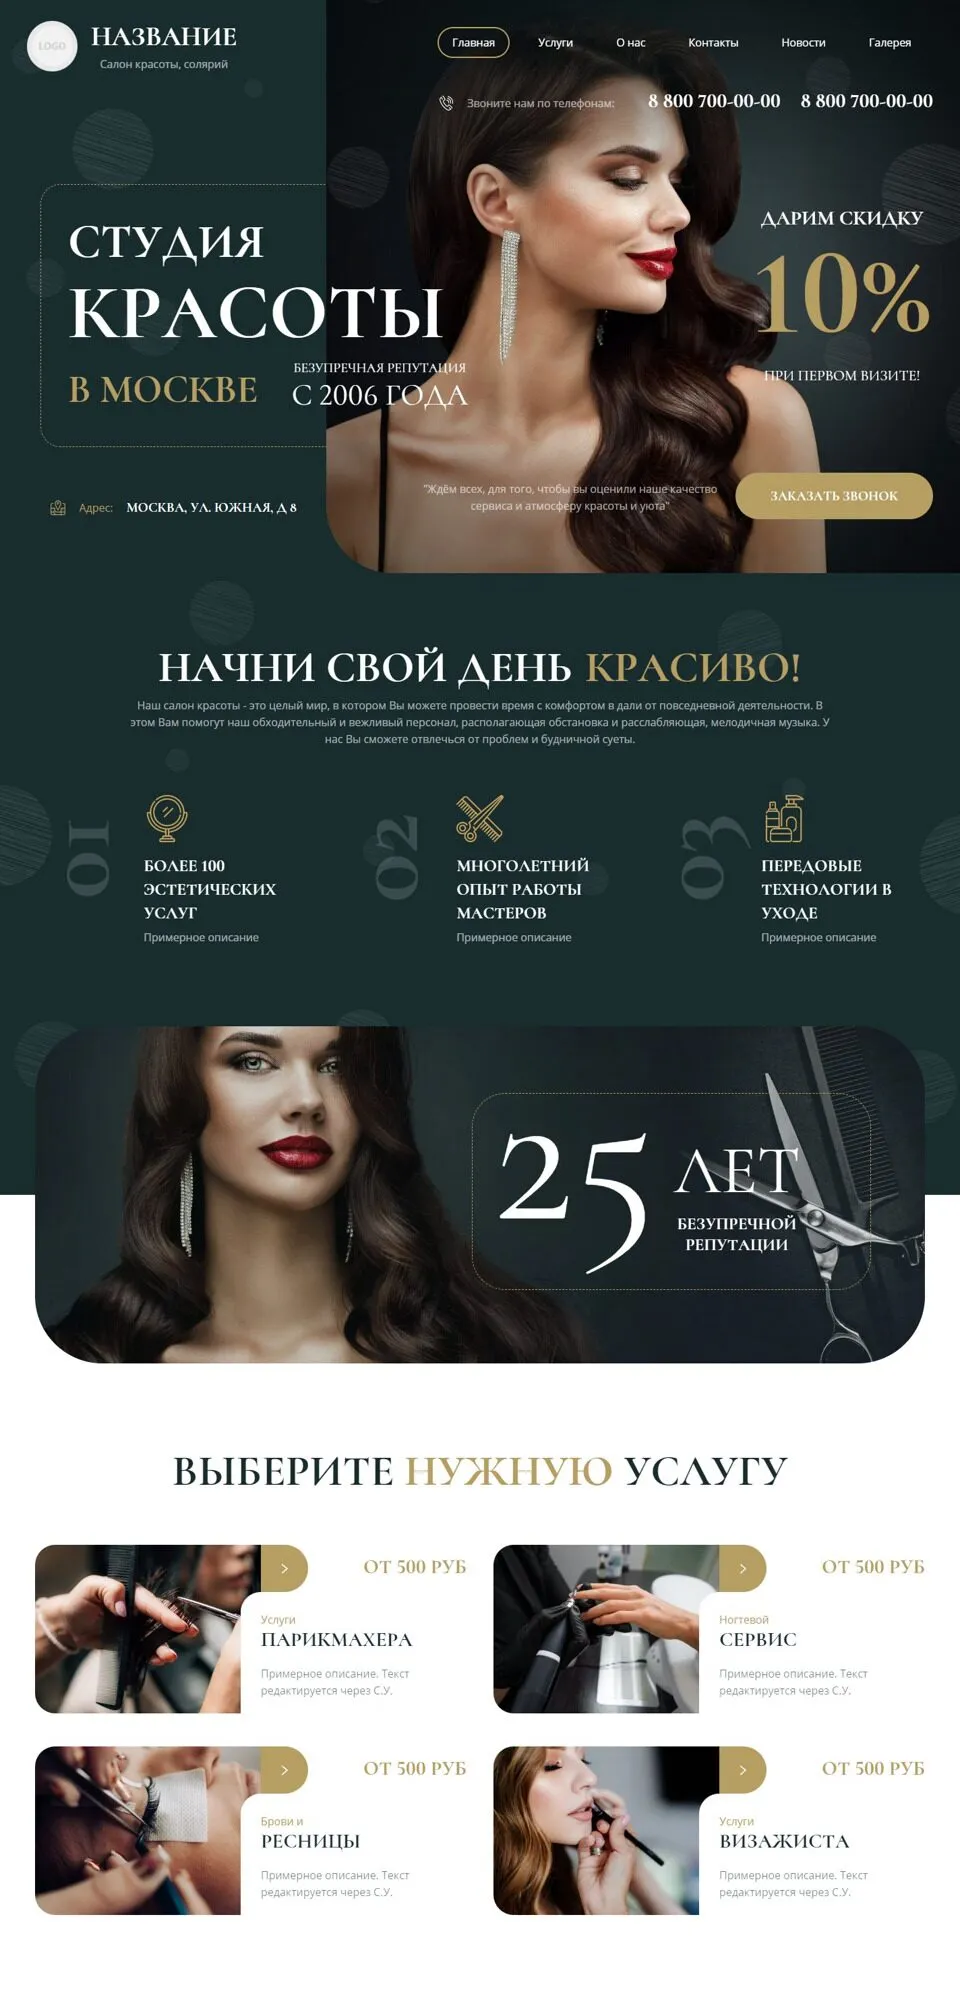 LOGO
НАЗВАНИЕ
Салон красоты, солярий
Главная
Услуги
О нас
Контакты
Новости
Галерея
Звоните нам по телефонам:
8 800 700-00-00
8 800 700-00-00
СТУДИЯ
КРАСОТЫ
В МОСКВЕ
БЕЗУПРЕЧНАЯ РЕПУТАЦИЯ
С 2006 ГОДА
ДАРИМ СКИДКУ
10%
ПРИ ПЕРВОМ ВИЗИТЕ!
Адрес:
МОСКВА, УЛ. ЮЖНАЯ, Д 8
"Ждём всех, для того, чтобы вы оценили наше качество
сервиса и атмосферу красоты и уюта"
ЗАКАЗАТЬ ЗВОНОК
НАЧНИ СВОЙ ДЕНЬ КРАСИВО!
Наш салон красоты - это целый мир, в котором Вы можете провести время с комфортом в дали от повседневной деятельности. В
этом Вам помогут наш обходительный и вежливый персонал, располагающая обстановка и расслабляющая, мелодичная музыка. У
нас Вы сможете отвлечься от проблем и будничной суеты.
01
БОЛЕЕ 100
ЭСТЕТИЧЕСКИХ
УСЛУГ
Примерное описание
02
МНОГОЛЕТНИЙ
ОПЫТ РАБОТЫ
МАСТЕРОВ
Примерное описание
03
ПЕРЕДОВЫЕ
ТЕХНОЛОГИИ В
УХОДЕ
Примерное описание
25 ЛЕТ
БЕЗУПРЕЧНОЙ
РЕПУТАЦИИ
ВЫБЕРИТЕ НУЖНУЮ УСЛУГУ
ОТ 500 РУБ
Услуги
ПАРИКМАХЕРА
Примерное описание. Текст
редактируется через С.У.
ОТ 500 РУБ
Ногтевой
СЕРВИС
Примерное описание. Текст
редактируется через С.У.
ОТ 500 РУБ
Брови и
РЕСНИЦЫ
Примерное описание. Текст
редактируется через С.У.
ОТ 500 РУБ
Услуги
ВИЗАЖИСТА
Примерное описание. Текст
редактируется через С.У.